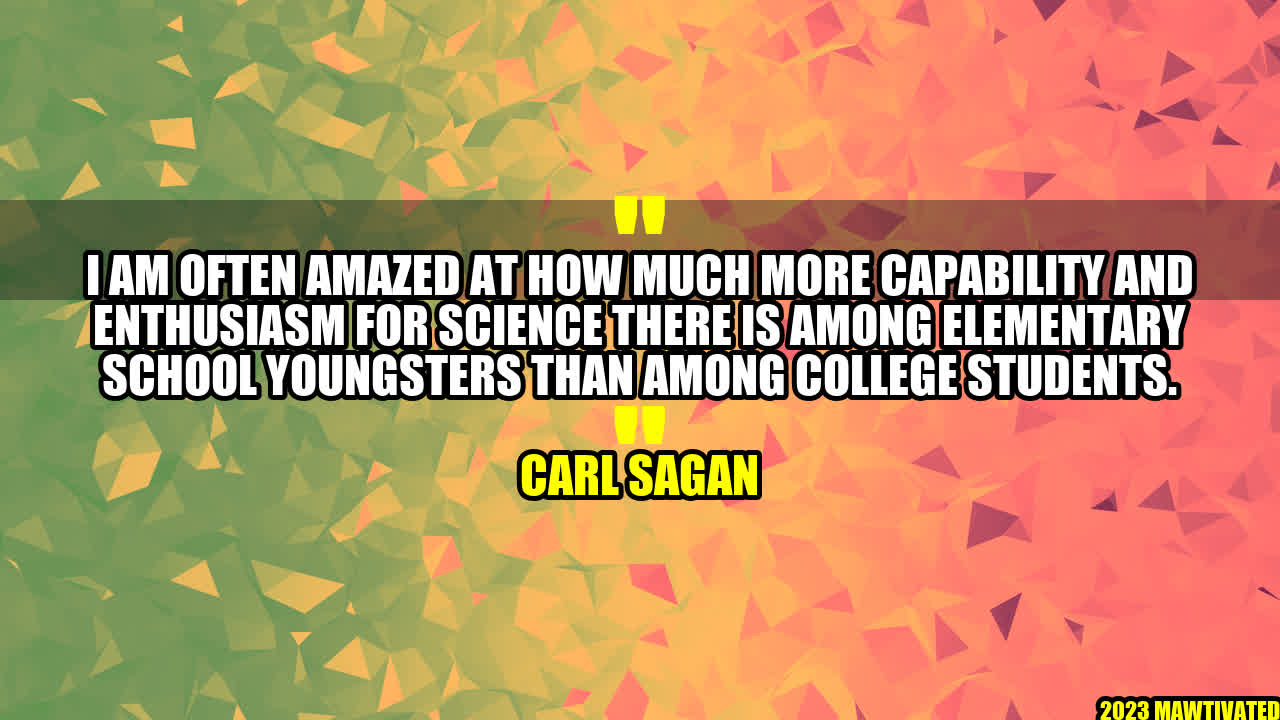 "
I AM OFTEN AMAZED AT HOW MUCH MORE CAPABILITY AND
ENTHUSIASM FOR SCIENCE THERE IS AMONG ELEMENTARY
SCHOOL YOUNGSTERS THAN AMONG COLLEGE STUDENTS.
"
CARL SAGAN
2023 MAWTIVATED